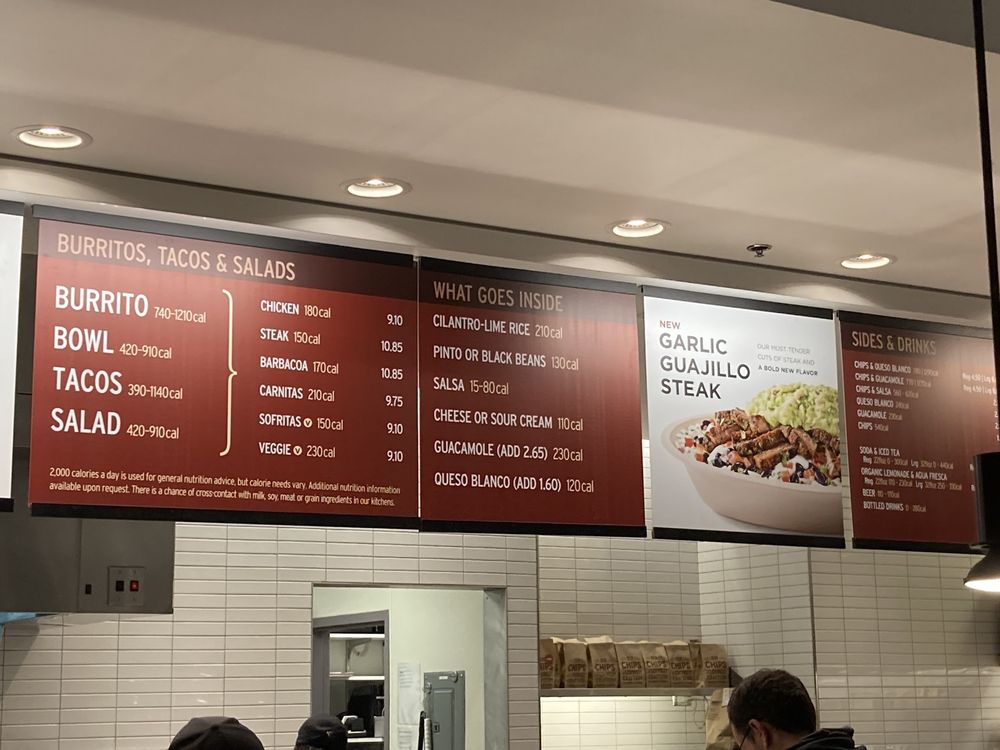 BURRITOS, TACOS & SALADS
BURRITO 740-1210cal
BOWL 420-910cal
TACOS 390-1140cal
SALAD 420-910cal
CHICKEN 180cal 9.10
STEAK 150cal 10.85
BARBACOA 170cal 10.85
CARNITAS 210cal 9.75
SOFRITAS V 150cal 9.10
VEGGIE V 230cal 9.10
2,000 calories a day is used for general nutrition advice, but calorie needs vary. Additional nutrition information
available upon request. There is a chance of cross-contact with milk, soy, meat or grain ingredients in our kitchens.
WHAT GOES INSIDE
CILANTRO-LIME RICE 210cal
PINTO OR BLACK BEANS 130cal
SALSA 15-80cal
CHEESE OR SOUR CREAM 110cal
GUACAMOLE (ADD 2.65) 230cal
QUESO BLANCO (ADD 1.60) 120cal
NEW
GARLIC
GUAJILLO
STEAK
OUR MOST TENDER
CUTS OF STEAK AND
A BOLD NEW FLAVOR
SIDES & DRINKS
CHIPS & QUESO BLANCO
CHIPS & GUACAMOLE
CHIPS & SALSA
QUESO BLANCO
GUACAMOLE
CHIPS 540cal
SODA & ICED TEA
ORGANIC LEMONADE & AGUA FRESCA
BEER
BOTTLED DRINKS
CHIPS
CHIPS
CHIPS
CHIPS
CHIPS